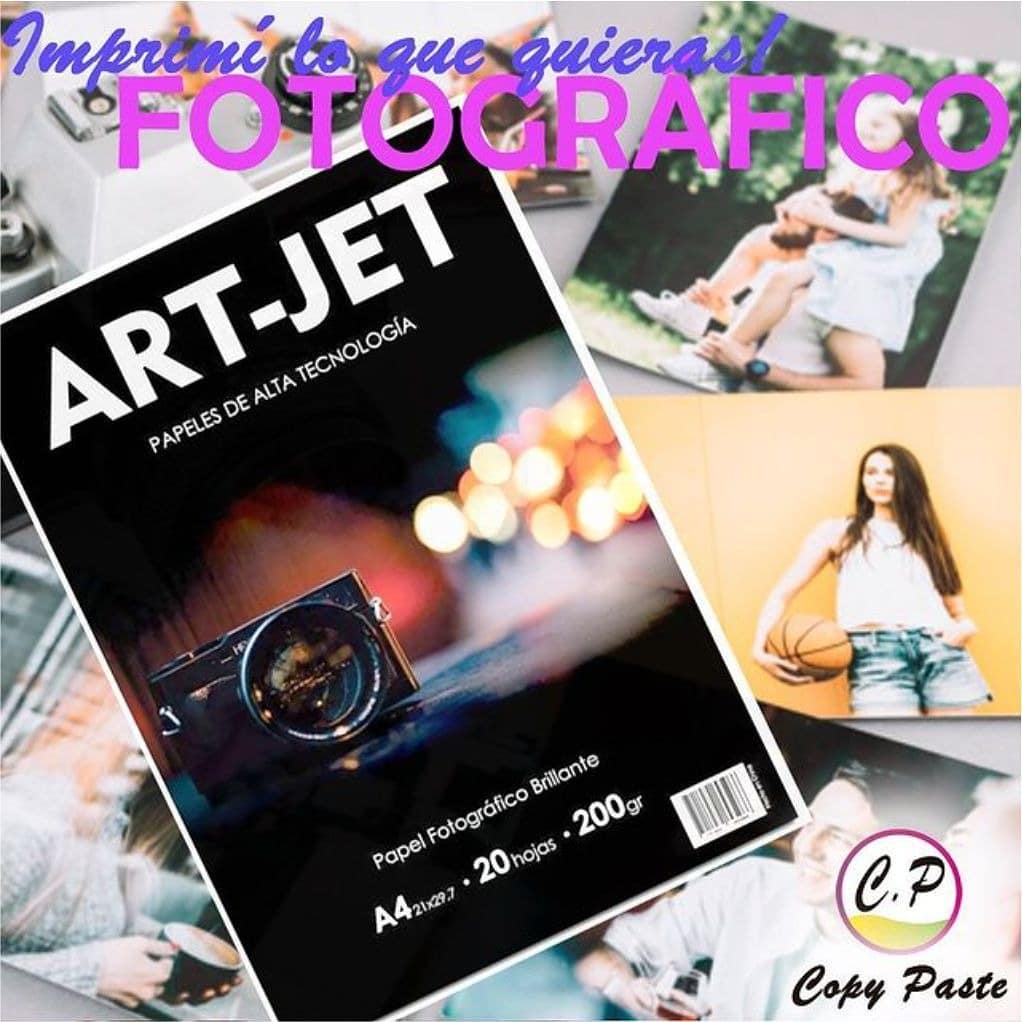 Imprimí lo que quieras!
FOTOGRÁFICO
ART-JET
PAPELES DE ALTA TECNOLOGÍA
Papel Fotográfico Brillante
A4 21x29,7 • 20 hojas • 200gr
C.P
Copy Paste